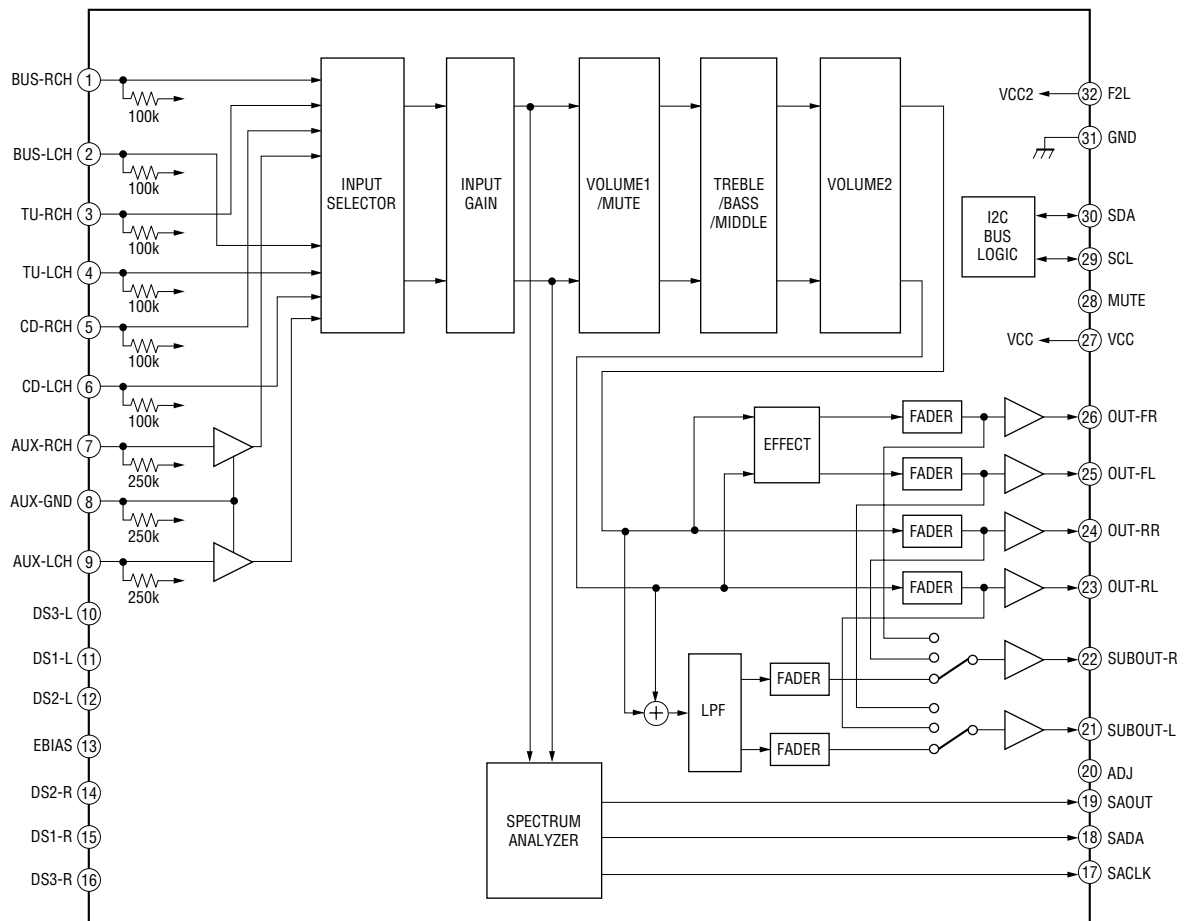 BUS-RCH 1
100k
BUS-LCH 2
100k
TU-RCH 3
100k
TU-LCH 4
100k
CD-RCH 5
100k
CD-LCH 6
100k
AUX-RCH 7
250k
AUX-GND 8
250k
AUX-LCH 9
250k
DS3-L 10
DS1-L 11
DS2-L 12
EBIAS 13
DS2-R 14
DS1-R 15
DS3-R 16
INPUT
SELECTOR
INPUT
GAIN
VOLUME1
/MUTE
TREBLE
/BASS
/MIDDLE
VOLUME2
EFFECT
FADER
FADER
FADER
FADER
LPF
FADER
FADER
SPECTRUM
ANALYZER
VCC2 32 F2L
31 GND
I2C
BUS
LOGIC
30 SDA
29 SCL
28 MUTE
VCC 27 VCC
26 OUT-FR
25 OUT-FL
24 OUT-RR
23 OUT-RL
22 SUBOUT-R
21 SUBOUT-L
20 ADJ
19 SAOUT
18 SADA
17 SACLK